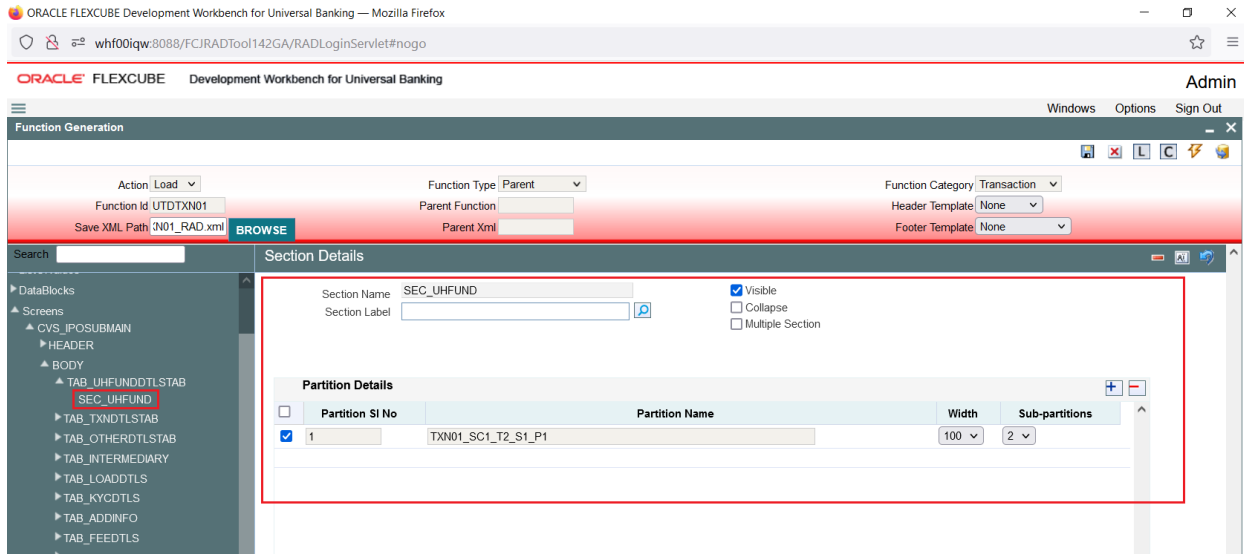 ORACLE FLEXCUBE Development Workbench for Universal Banking — Mozilla Firefox
whf00iqw:8088/FCJRADTool142GA/RADLoginServlet#nogo
ORACLE FLEXCUBE Development Workbench for Universal Banking
Admin
Windows Options Sign Out
Function Generation
L C
Action Load Function Type Parent Function Category Transaction
Function Id UTDTXN01 Parent Function Header Template None
Save XML Path XN01_RAD.xml BROWSE Parent Xml Footer Template None
Search Section Details
DataBlocks
Screens
CVS_IPOSUBMAIN
HEADER
BODY
TAB_UHFUNDDTLSTAB
SEC_UHFUND
TAB_TXNDTLSTAB
TAB_OTHERDTLSTAB
TAB_INTERMEDIARY
TAB_LOADDTLS
TAB_KYCDTLS
TAB_ADDINFO
TAB_FEEDTLS
Section Name SEC_UHFUND Visible
Section Label Collapse
Multiple Section
Partition Details
Partition Sl No Partition Name Width Sub-partitions
1 TXN01_SC1_T2_S1_P1 100 2